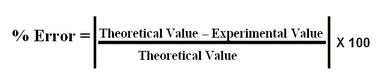 % Error = | Theoretical Value – Experimental Value | X 100
Theoretical Value